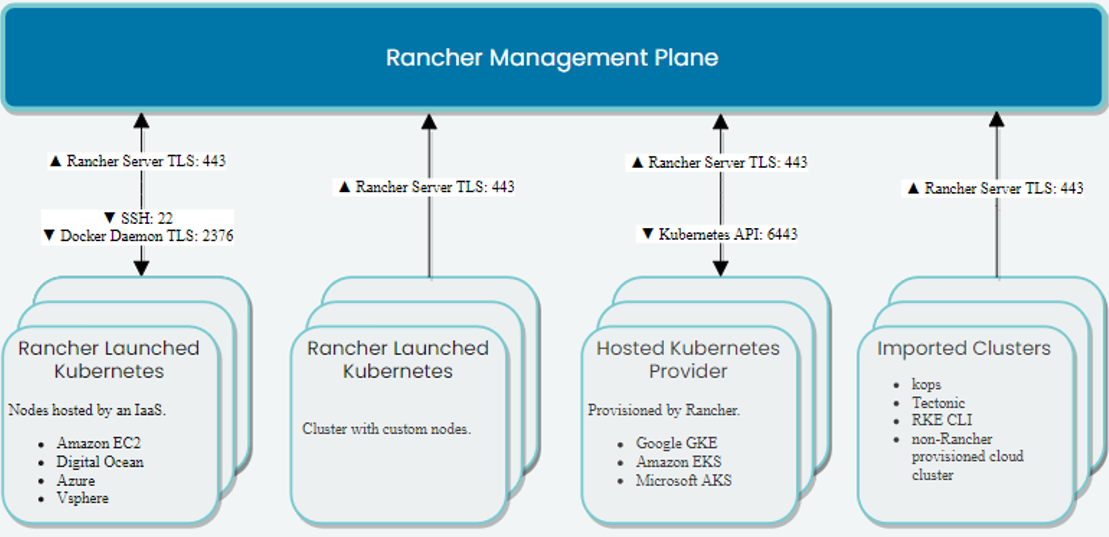 Rancher Management Plane
▲ Rancher Server TLS: 443
▼ SSH: 22
▼ Docker Daemon TLS: 2376
▲ Rancher Server TLS: 443
▲ Rancher Server TLS: 443
▼ Kubernetes API: 6443
▲ Rancher Server TLS: 443
Rancher Launched
Kubernetes
Nodes hosted by an IaaS.
• Amazon EC2
• Digital Ocean
• Azure
• Vsphere
Rancher Launched
Kubernetes
Cluster with custom nodes.
Hosted Kubernetes
Provider
Provisioned by Rancher.
• Google GKE
• Amazon EKS
• Microsoft AKS
Imported Clusters
• kops
• Tectonic
• RKE CLI
• non-Rancher
provisioned cloud
cluster